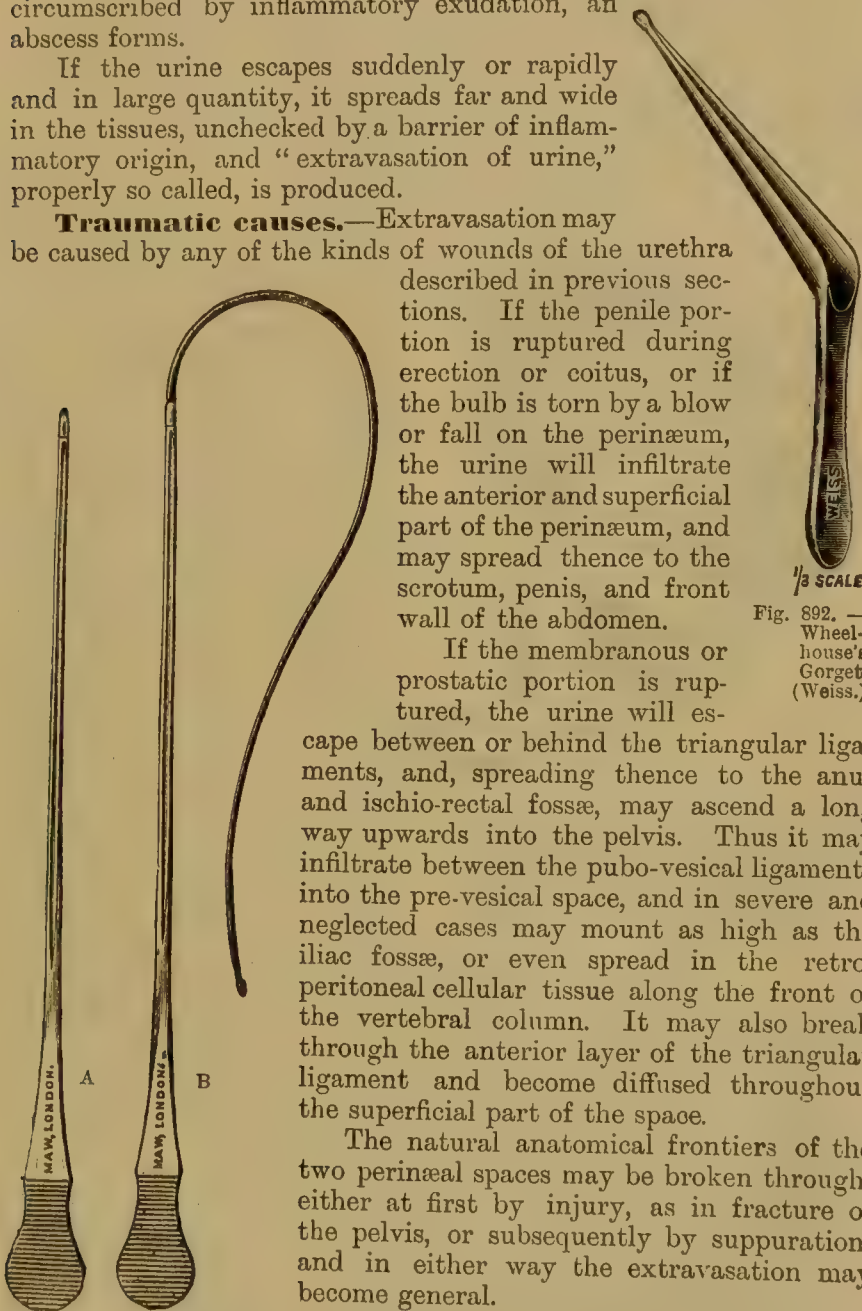 circumscribed by inflammatory exudation, an
abscess forms.
If the urine escapes suddenly or rapidly
and in large quantity, it spreads far and wide
in the tissues, unchecked by a barrier of inflam-
matory origin, and “extravasation of urine,”
properly so called, is produced.
Traumatic causes.—Extravasation may
be caused by any of the kinds of wounds of the urethra
described in previous sec-
tions. If the penile por-
tion is ruptured during
erection or coitus, or if
the bulb is torn by a blow
or fall on the perinæum,
the urine will infiltrate
the anterior and superficial
part of the perinæum, and
may spread thence to the
scrotum, penis, and front
wall of the abdomen.
If the membranous or
prostatic portion is rup-
tured, the urine will es-
cape between or behind the triangular liga
ments, and, spreading thence to the anu
and ischio-rectal fossæ, may ascend a lon
way upwards into the pelvis. Thus it ma
infiltrate between the pubo-vesical ligament
into the pre-vesical space, and in severe an
neglected cases may mount as high as th
iliac fossæ, or even spread in the retro
peritoneal cellular tissue along the front o
the vertebral column. It may also brea
through the anterior layer of the triangula
ligament and become diffused throughou
the superficial part of the space.
The natural anatomical frontiers of th
two perinæal spaces may be broken through
either at first by injury, as in fracture o
the pelvis, or subsequently by suppuration
and in either way the extravasation may
become general.
WEISS
1/3 SCALE
Fig. 892. —
Wheel-
house's
Gorget
(Weiss.)
MAW, LONDON.
A
MAW, LONDON.
B